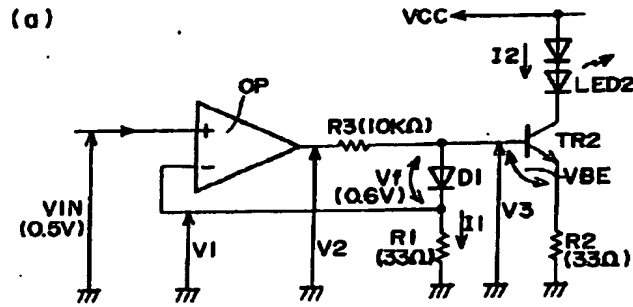 (a)
VCC
I2
LED2
OP
+
R3(10KΩ)
TR2
-
Vf
(0.6V)
D1
VBE
VIN
(0.5V)
V1
V2
I1
V3
R1
(33Ω)
R2
(33Ω)